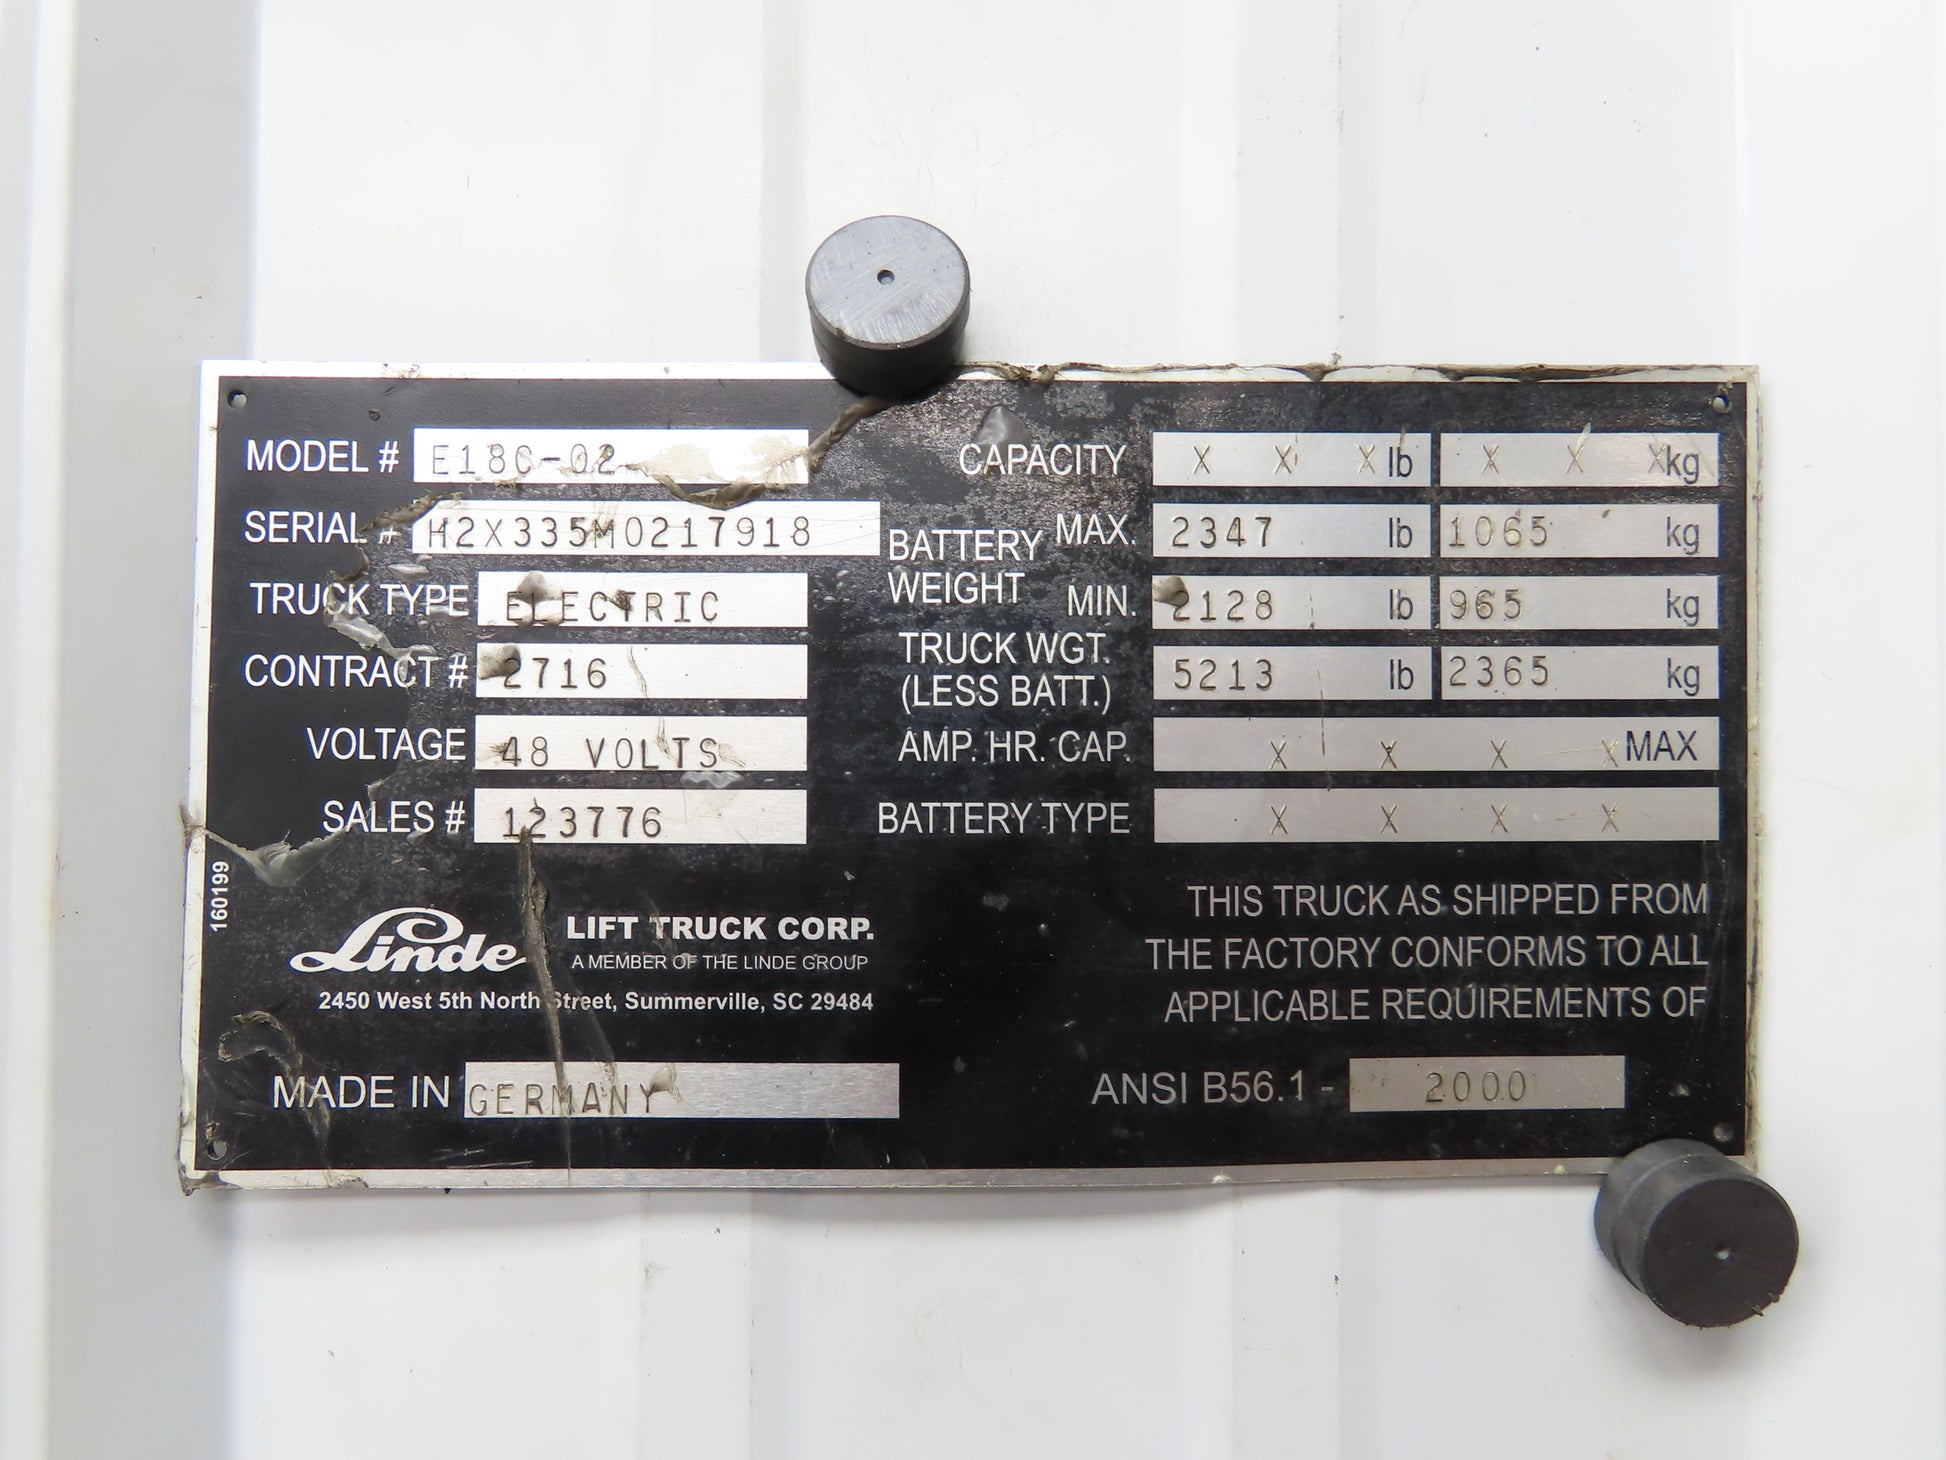 MODEL # E18C-02
SERIAL # H2X335M0217918
TRUCK TYPE ELECTRIC
CONTRACT # 2716
VOLTAGE 48 VOLTS
SALES # 123776
160199
Linde LIFT TRUCK CORP.
A MEMBER OF THE LINDE GROUP
2450 West 5th North Street, Summerville, SC 29484
MADE IN GERMANY
CAPACITY X X X lb X X X kg
BATTERY WEIGHT MAX. 2347 lb 1065 kg
MIN. 2128 lb 965 kg
TRUCK WGT. (LESS BATT.) 5213 lb 2365 kg
AMP. HR. CAP. X X X X MAX
BATTERY TYPE X X X X
THIS TRUCK AS SHIPPED FROM
THE FACTORY CONFORMS TO ALL
APPLICABLE REQUIREMENTS OF
ANSI B56.1 - 2000